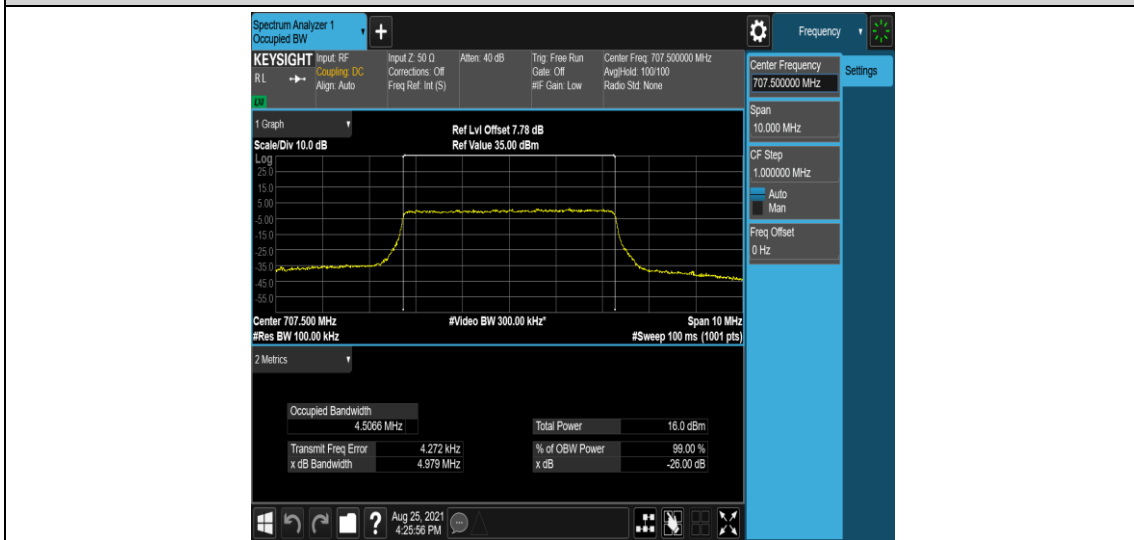 Spectrum Analyzer 1
Occupied BW
+
Frequency
KEYSIGHT
RL
LXI
Input: RF
Coupling: DC
Align: Auto
Input Z: 50 Ω
Corrections: Off
Freq Ref: Int (S)
Atten: 40 dB
Trig: Free Run
Gate: Off
#IF Gain: Low
Center Freq: 707.500000 MHz
Avg|Hold: 100/100
Radio Std: None
Center Frequency
707.500000 MHz
Settings
Span
10.000 MHz
CF Step
1.000000 MHz
Auto
Man
Freq Offset
0 Hz
1 Graph
Scale/Div 10.0 dB
Ref Lvl Offset 7.78 dB
Ref Value 35.00 dBm
Log
25.0
15.0
5.00
-5.00
-15.0
-25.0
-35.0
-45.0
-55.0
Center 707.500 MHz
#Video BW 300.00 kHz*
Span 10 MHz
#Res BW 100.00 kHz
#Sweep 100 ms (1001 pts)
2 Metrics
Occupied Bandwidth
4.5066 MHz
Total Power 16.0 dBm
Transmit Freq Error 4.272 kHz
% of OBW Power 99.00 %
x dB Bandwidth 4.979 MHz
x dB -26.00 dB
?
Aug 25, 2021
4:25:56 PM